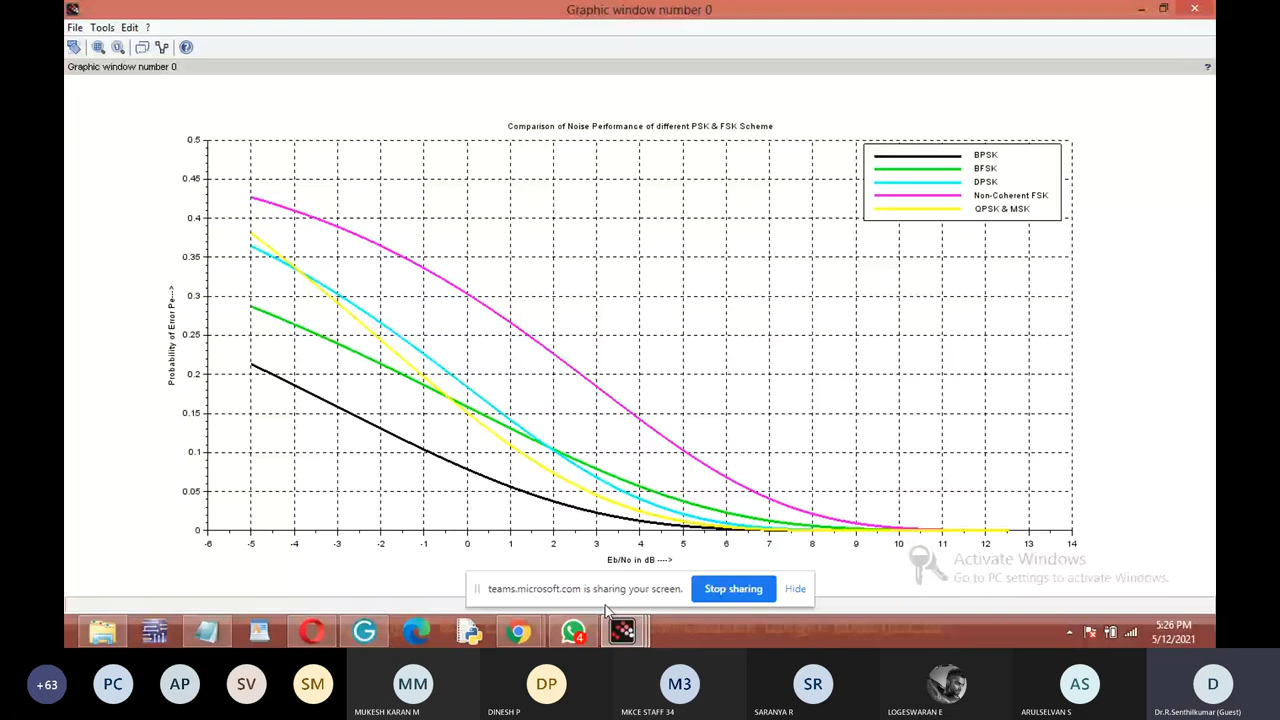 Graphic window number 0
File Tools Edit ?
Graphic window number 0
?
Comparison of Noise Performance of different PSK & FSK Scheme
BPSK
BFSK
DPSK
Non-Coherent FSK
QPSK & MSK
0.5
0.45
0.4
0.35
0.3
0.25
0.2
0.15
0.1
0.05
0
Probability of Error Pe--->
-6 -5 -4 -3 -2 -1 0 1 2 3 4 5 6 7 8 9 10 11 12 13 14
Eb/No in dB ---->
Activate Windows
Go to PC settings to activate Windows.
teams.microsoft.com is sharing your screen. Stop sharing Hide
4
5:26 PM
5/12/2021
+63 PC AP SV SM MM DP M3 SR AS D
MUKESH KARAN M DINESH P MKCE STAFF 34 SARANYA R LOGESWARAN E ARULSELVAN S Dr.R.Senthilkumar (Guest)